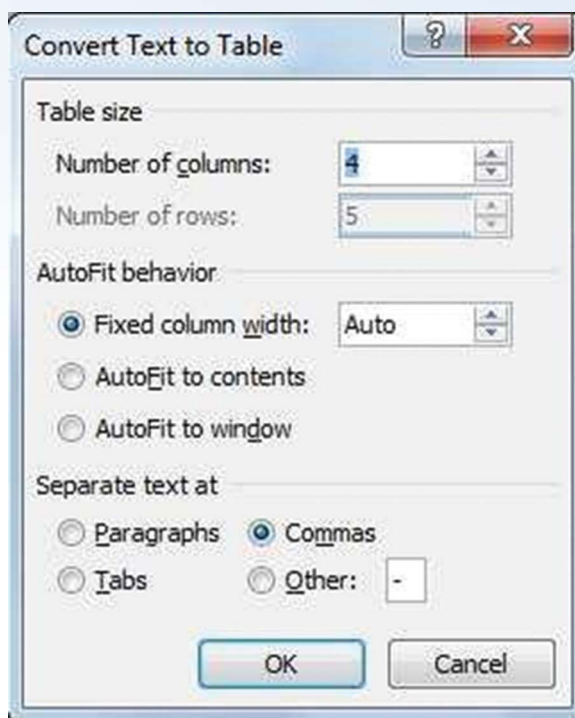 Convert Text to Table ? X
Table size
Number of columns: 4
Number of rows: 5
AutoFit behavior
Fixed column width: Auto
AutoFit to contents
AutoFit to window
Separate text at
Paragraphs Commas
Tabs Other: -
OK Cancel